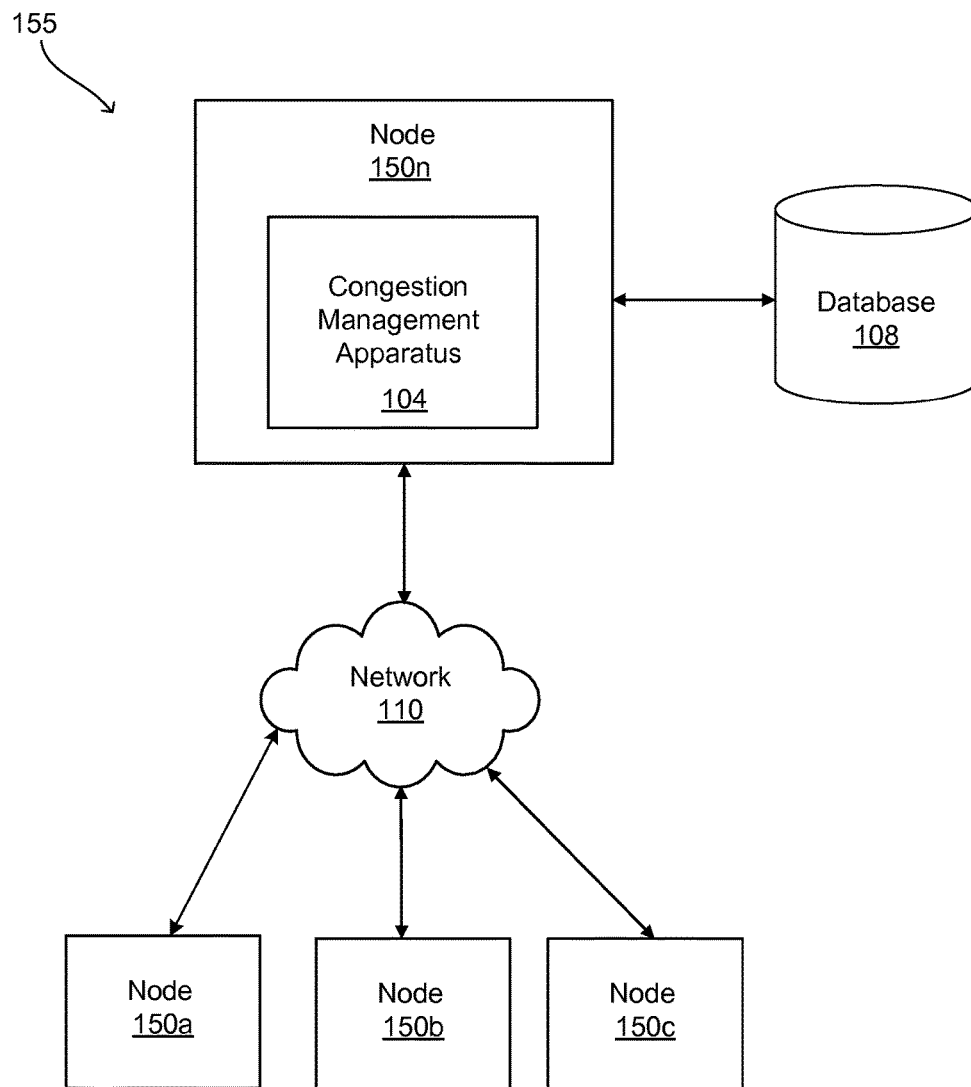 155
Node
150n
Congestion
Management
Apparatus
104
Database
108
Network
110
Node
150a
Node
150b
Node
150c